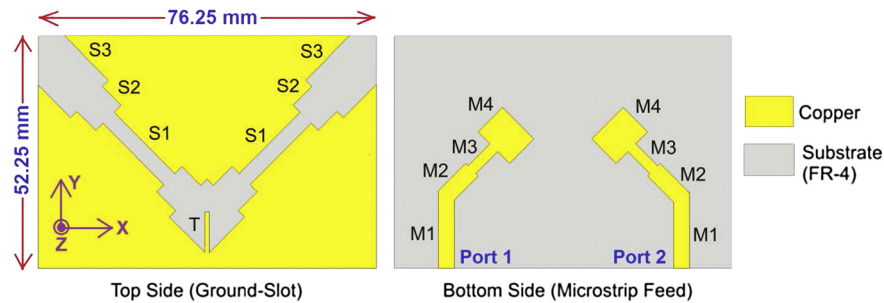 76.25 mm
52.25 mm
S3
S3
S2
S2
S1
S1
T
Y
X
Z
M4
M4
M3
M3
M2
M2
M1
M1
Port 1
Port 2
Copper
Substrate
(FR-4)
Top Side (Ground-Slot)
Bottom Side (Microstrip Feed)